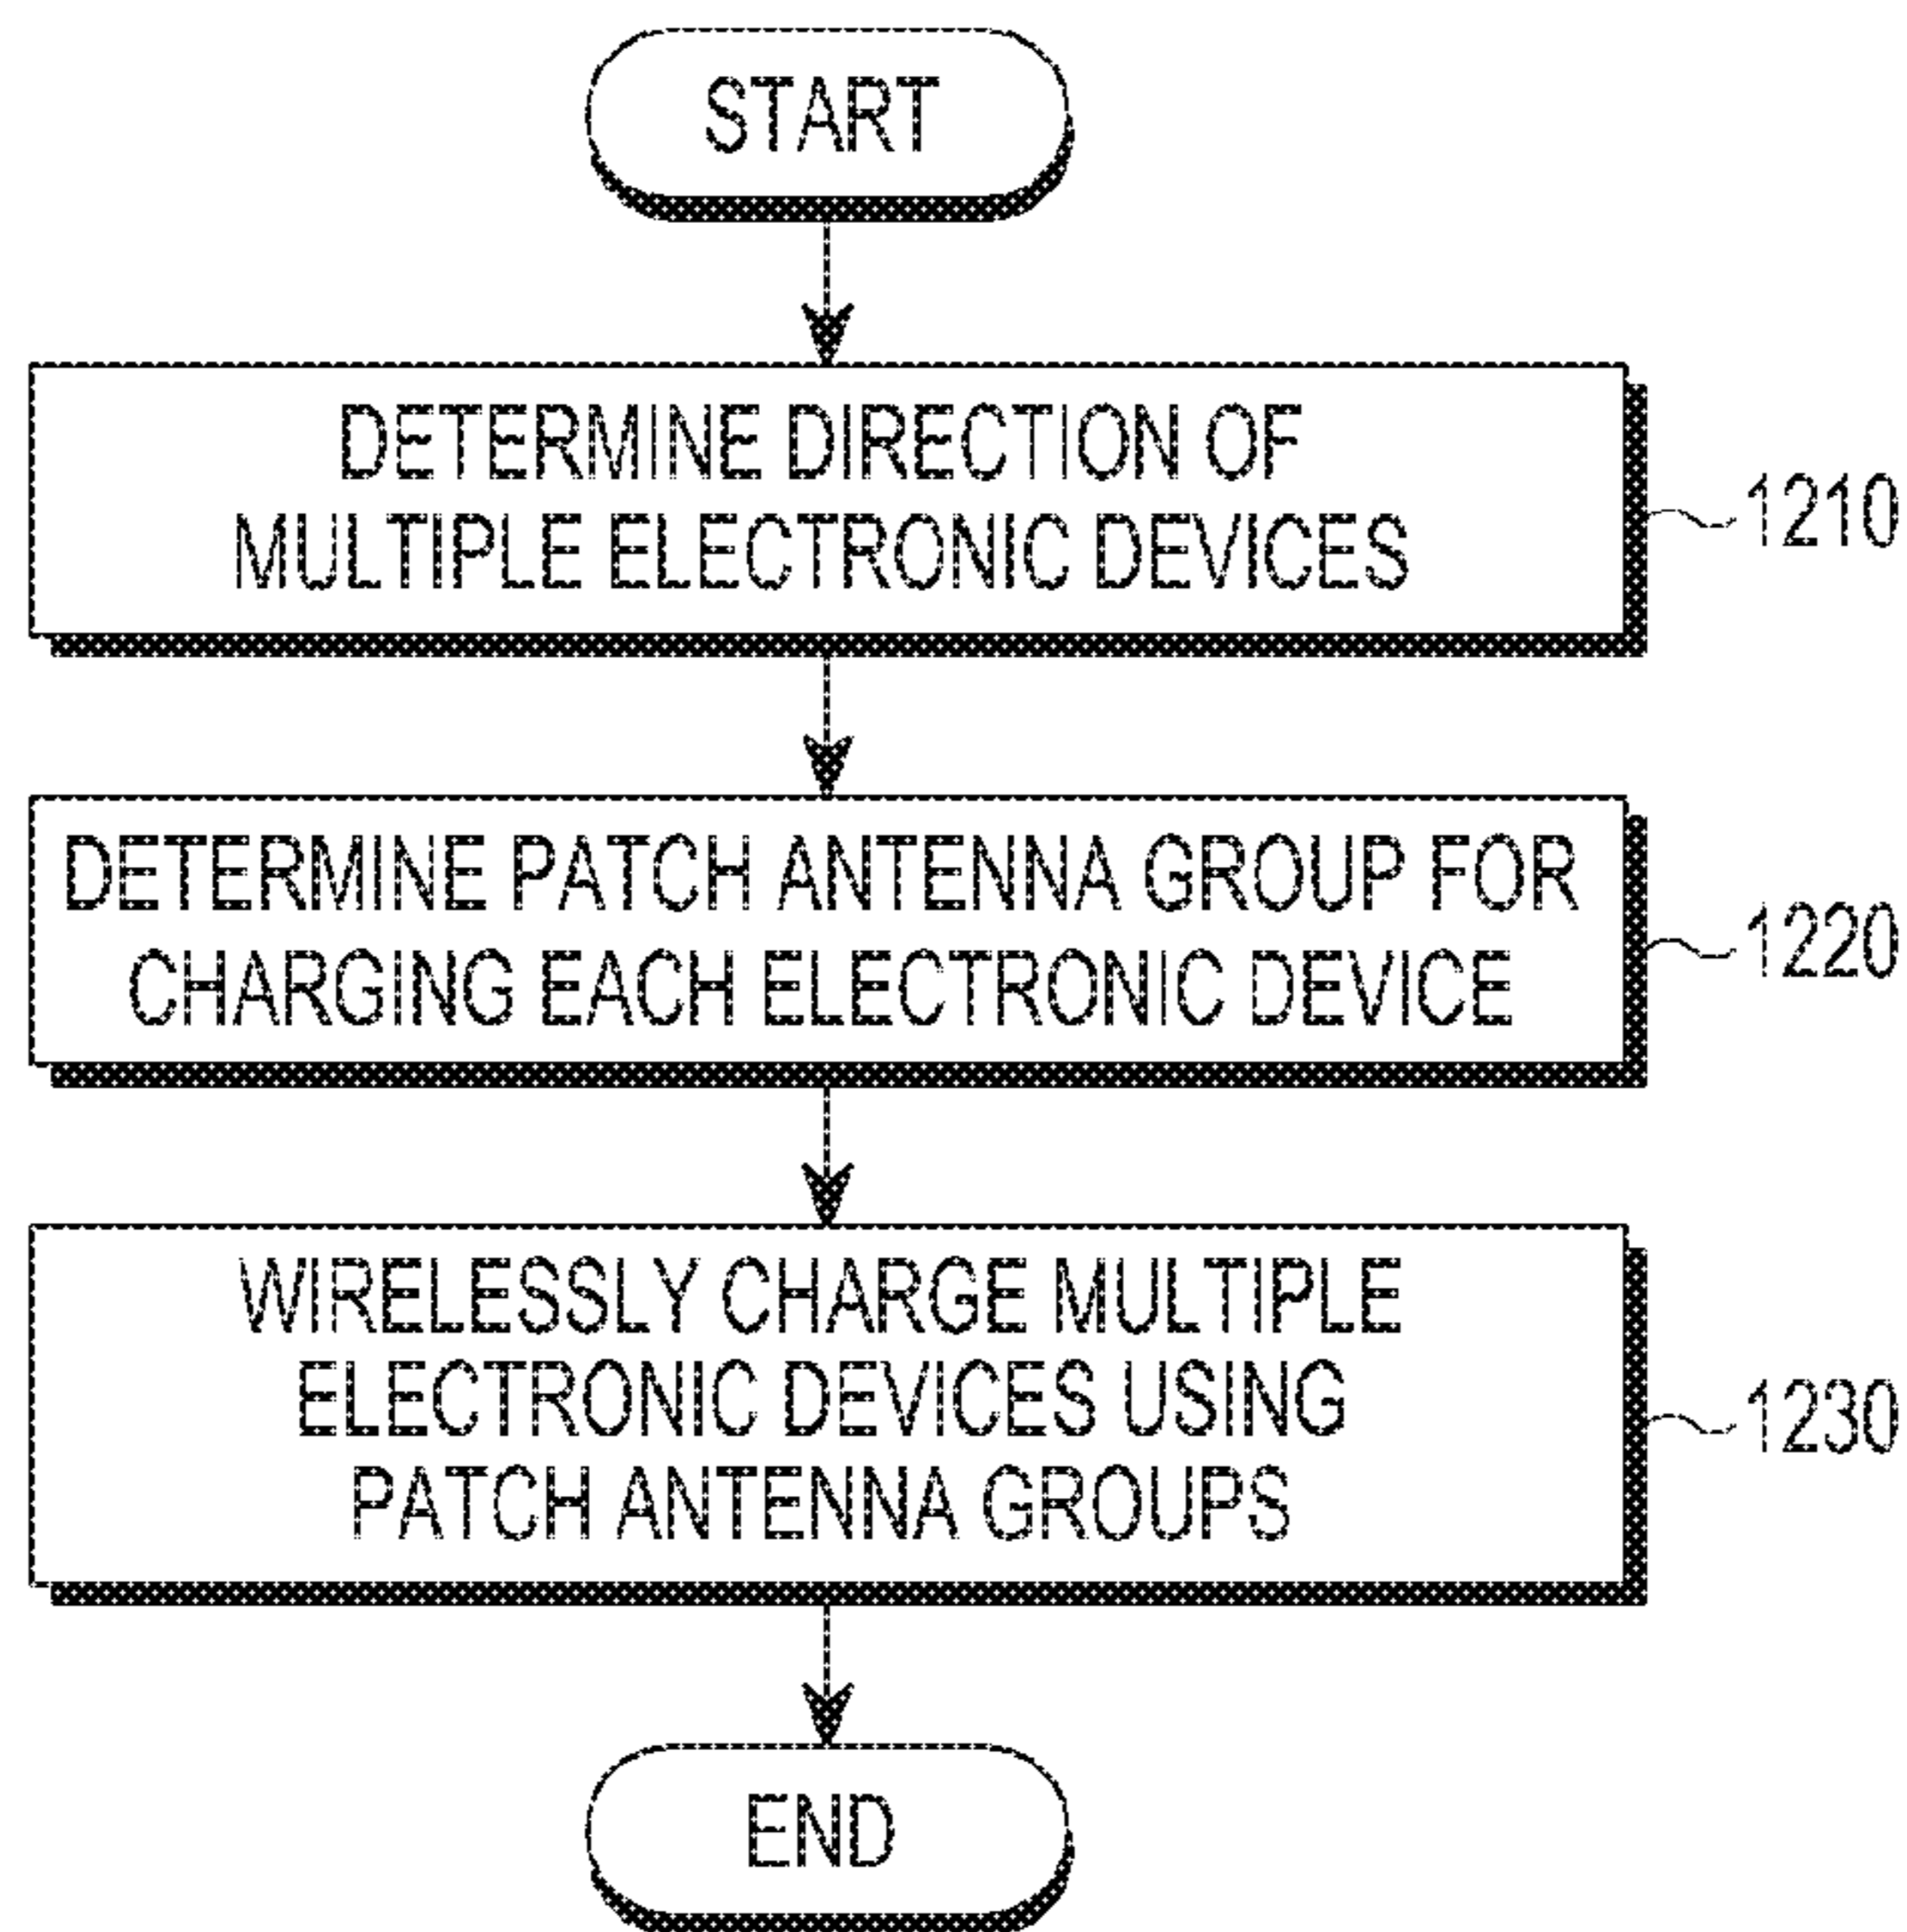 START
DETERMINE DIRECTION OF
MULTIPLE ELECTRONIC DEVICES
1210
DETERMINE PATCH ANTENNA GROUP FOR
CHARGING EACH ELECTRONIC DEVICE
1220
WIRELESSLY CHARGE MULTIPLE
ELECTRONIC DEVICES USING
PATCH ANTENNA GROUPS
1230
END